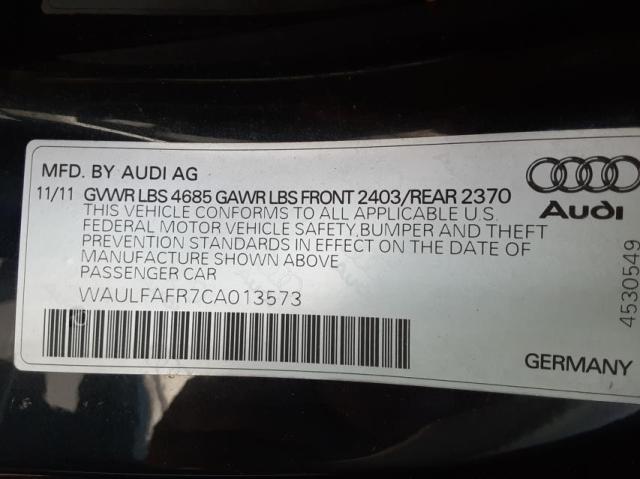 MFD. BY AUDI AG
11/11 GVWR LBS 4685 GAWR LBS FRONT 2403/REAR 2370
THIS VEHICLE CONFORMS TO ALL APPLICABLE U.S.
FEDERAL MOTOR VEHICLE SAFETY, BUMPER AND THEFT
PREVENTION STANDARDS IN EFFECT ON THE DATE OF
MANUFACTURE SHOWN ABOVE
PASSENGER CAR
WAULFAFR7CA013573
Audi
4530549
GERMANY